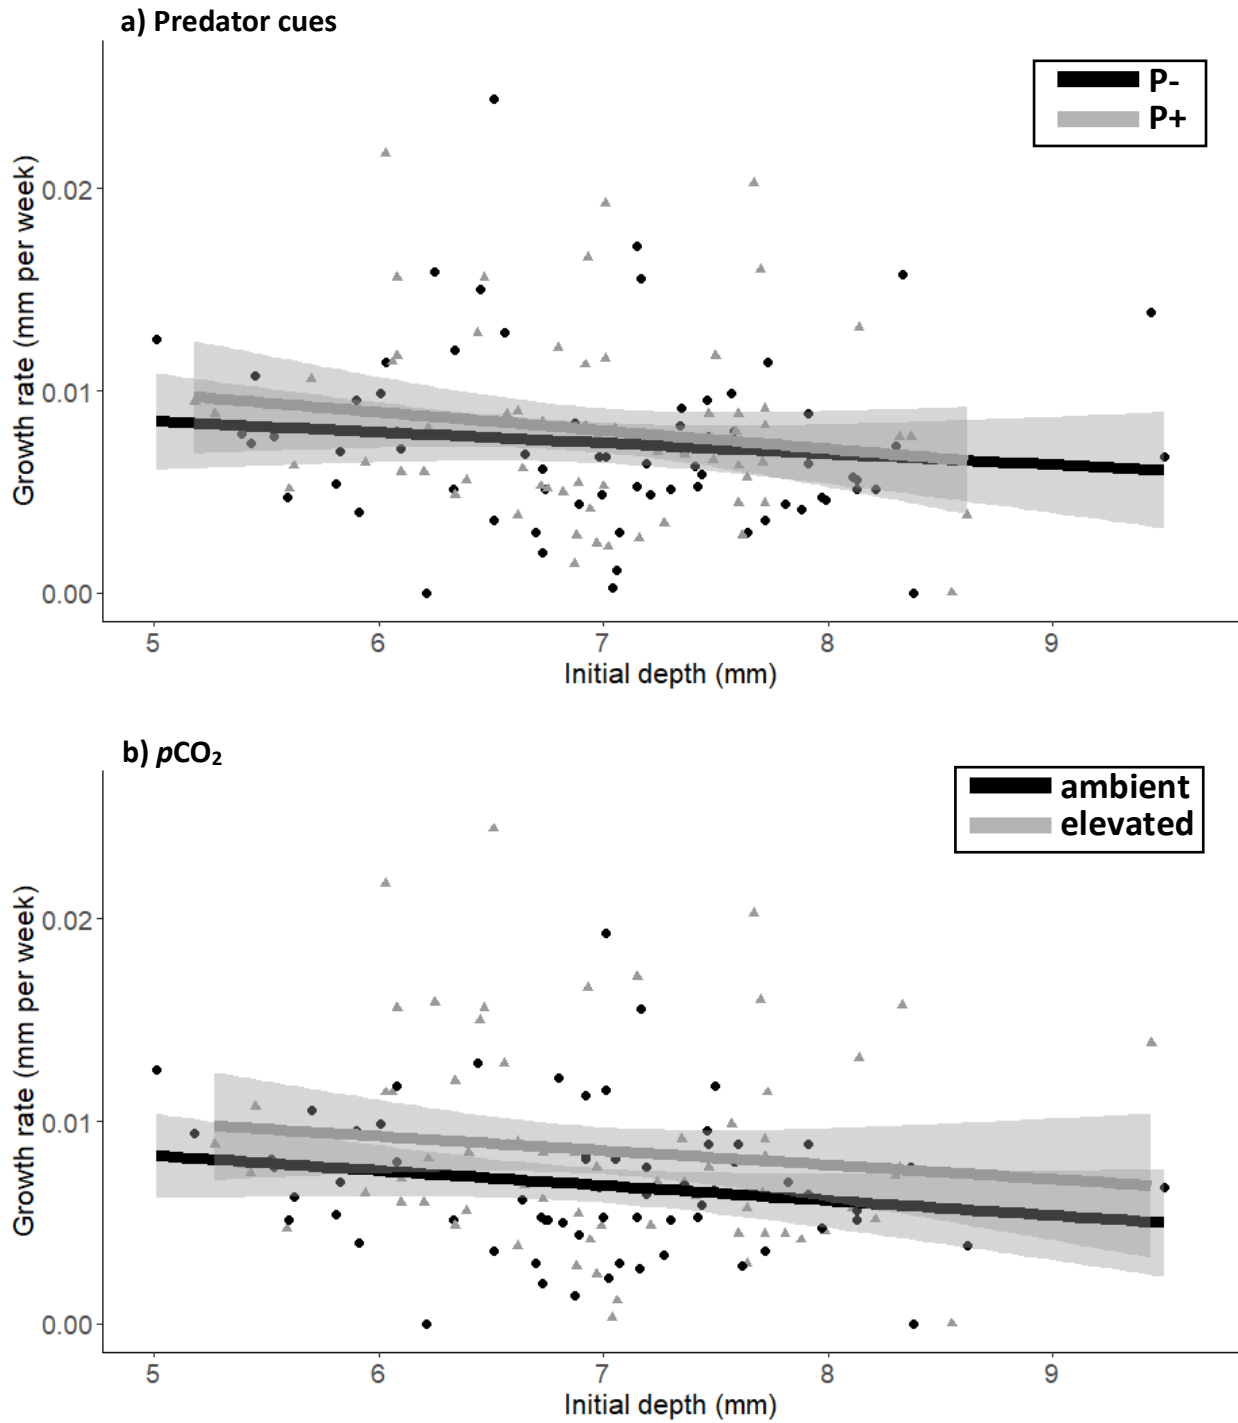 a) Predator cues
P-
P+
Growth rate (mm per week)
0.02
0.01
0.00
5 6 7 8 9
Initial depth (mm)
b) pCO₂
ambient
elevated
Growth rate (mm per week)
0.02
0.01
0.00
5 6 7 8 9
Initial depth (mm)